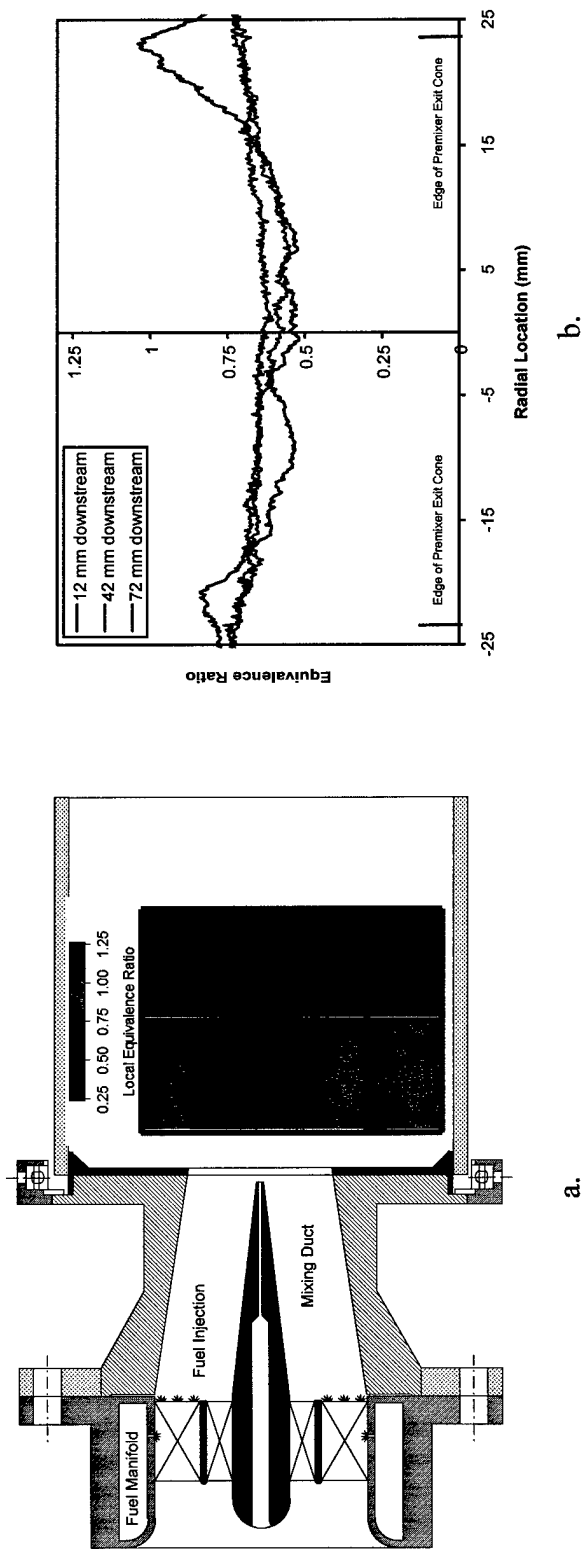 Fuel Manifold
Fuel Injection
Mixing Duct
0.25 0.50 0.75 1.00 1.25
Local Equivalence Ratio
a.
12 mm downstream
42 mm downstream
72 mm downstream
Equivalence Ratio
1.25
1
0.75
0.5
0
-25
-15
-5
5
15
25
Edge of Premixer Exit Cone
Edge of Premixer Exit Cone
Radial Location (mm)
b.